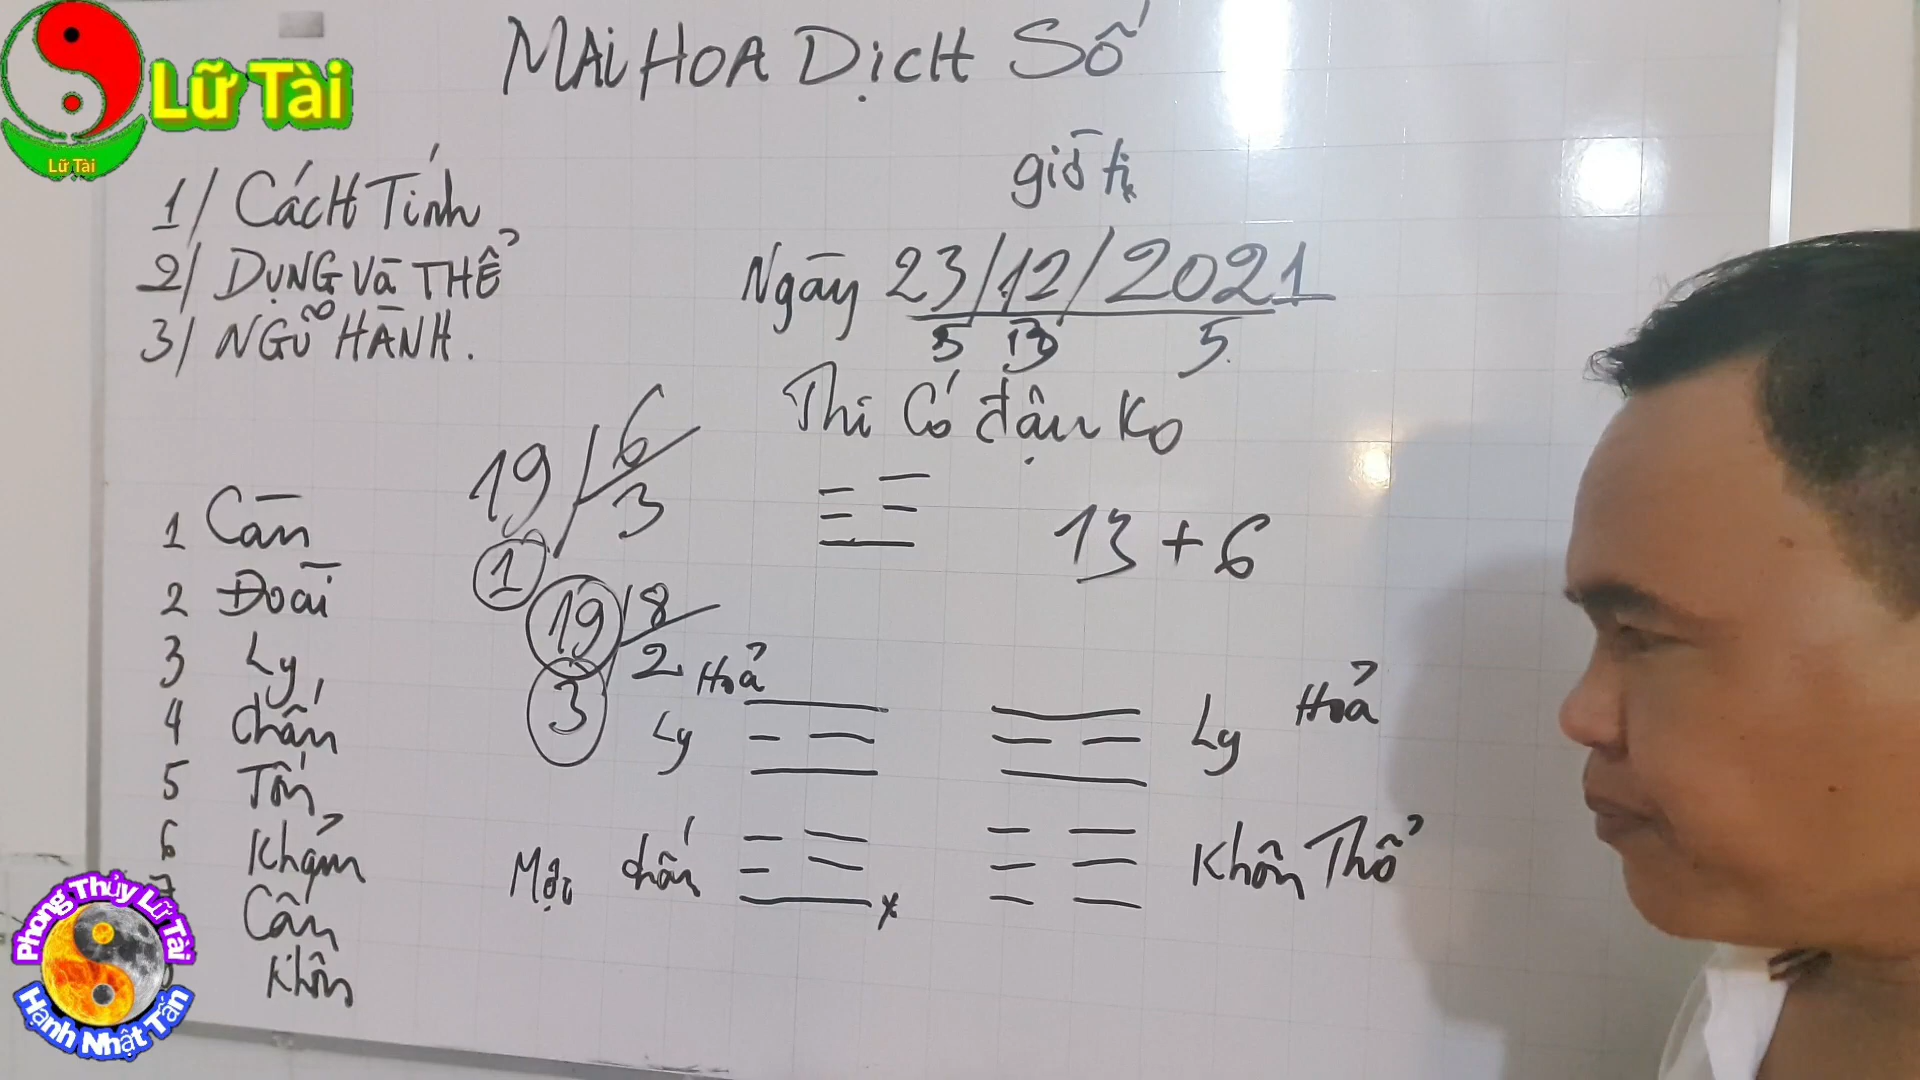 MAI HOA DỊCH SỐ
Lữ Tài
Lữ Tài
1/ CÁCH TÍNH
2/ DỤNG VÀ THỂ
3/ NGŨ HÀNH.
giờ tị
Ngày 23/12/2021
5 13 5
Thi Có đậu Ko
19 / 6
3
1
13 + 6
19 / 8
2
3
1 Càn
2 Đoài
3 Ly
4 chấn
5 Tốn
6 Khảm
Cấn
Khôn
Hỏa
Ly
Ly Hỏa
Mộc chấn x
Khôn Thổ
Phong Thủy Lữ Tài
Hạnh Nhật Tấn